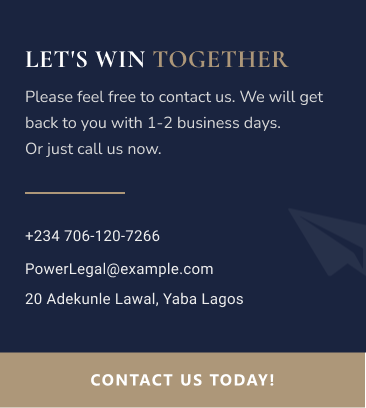 LET'S WIN TOGETHER
Please feel free to contact us. We will get
back to you with 1-2 business days.
Or just call us now.
+234 706-120-7266
PowerLegal@example.com
20 Adekunle Lawal, Yaba Lagos
CONTACT US TODAY!